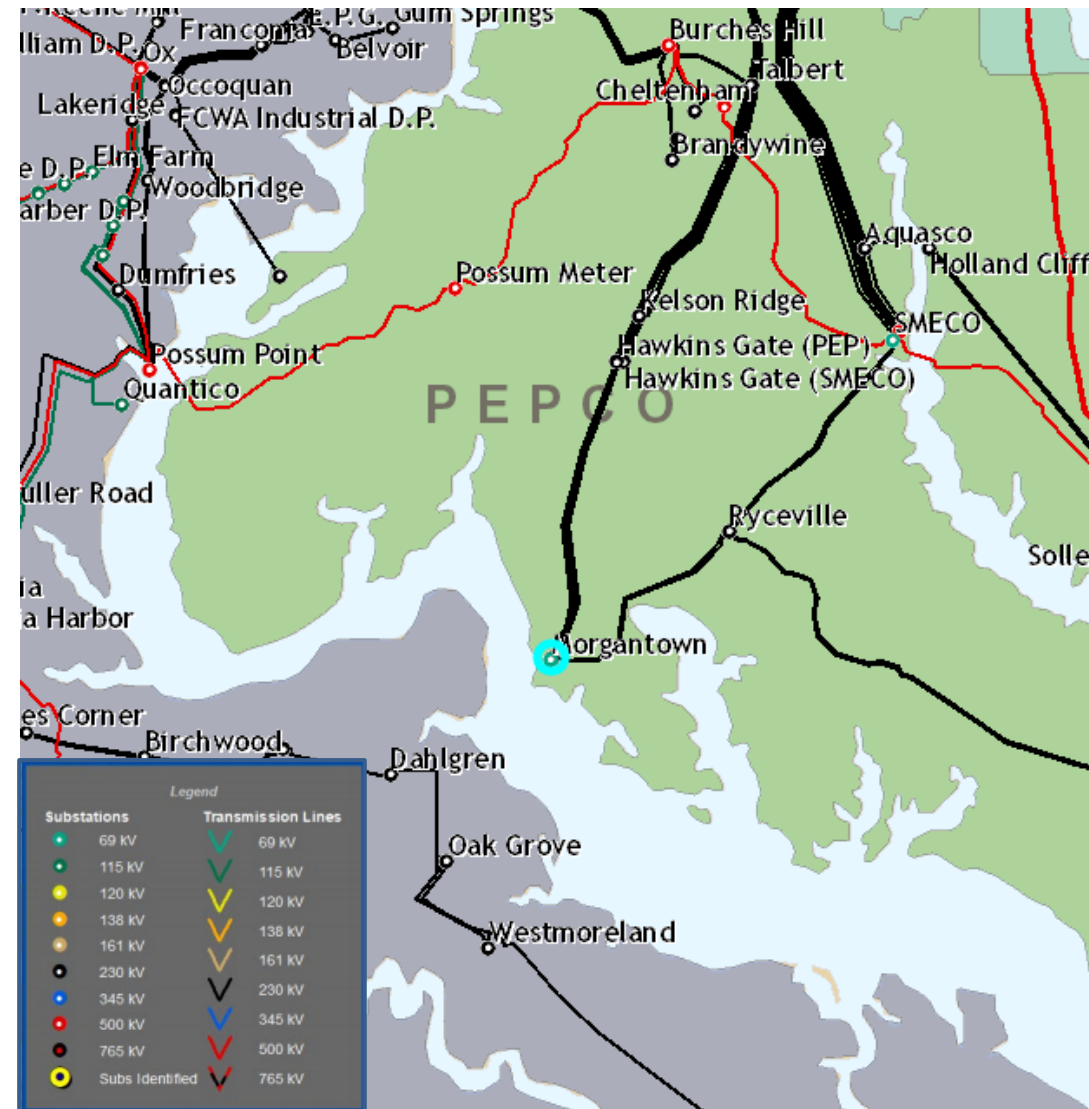 E.P.G.
Gum Springs
Franconia
Belvoir
lliam D.P.
Ox
Burches Hill
Talbert
Occoquan
Cheltenham
Lakeridge
FCWA Industrial D.P.
Brandywine
Elm Farm
e D.P.
Woodbridge
arber D.P.
Aquasco
Holland Cliff
Dumfries
Possum Meter
Kelson Ridge
SMECO
Possum Point
Hawkins Gate (PEP)
Quantico
Hawkins Gate (SMECO)
PEPCO
uller Road
Ryceville
Solle
ia
a Harbor
Morgantown
es Corner
Birchwood
Dahlgren
Oak Grove
Westmoreland
Legend
Substations
Transmission Lines
69 kV
69 kV
115 kV
115 kV
120 kV
120 kV
138 kV
138 kV
161 kV
161 kV
230 kV
230 kV
345 kV
345 kV
500 kV
500 kV
765 kV
765 kV
Subs Identified